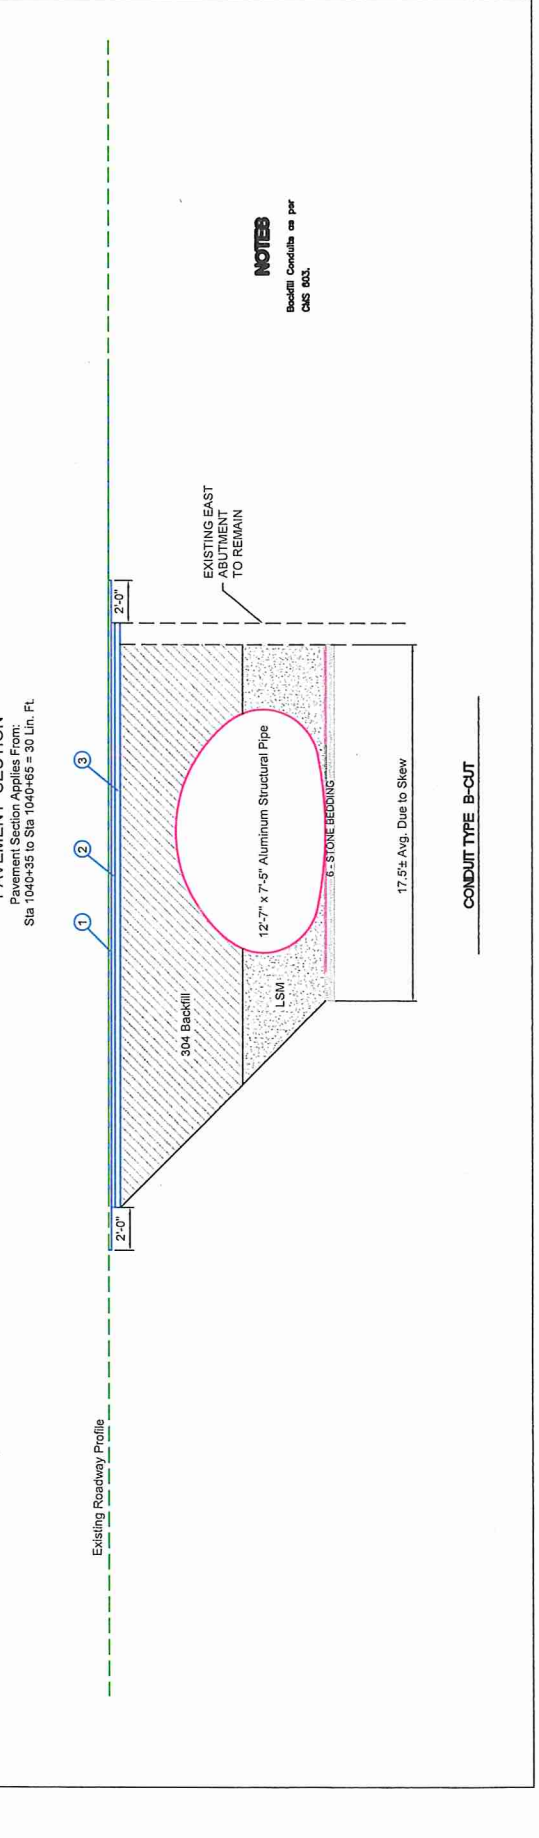 Pavement Section Applies From:
Sta 1040+35 to Sta 1040+65 = 30 Lin. Ft.
1
2
3
Existing Roadway Profile
2'-0"
2'-0"
304 Backfill
LSM
12'-7" x 7'-5" Aluminum Structural Pipe
6 - STONE BEDDING
EXISTING EAST
ABUTMENT
TO REMAIN
NOTES
Backfill Conduits as per
CMS 603.
17.5'± Avg. Due to Skew
CONDUIT TYPE B-CUT